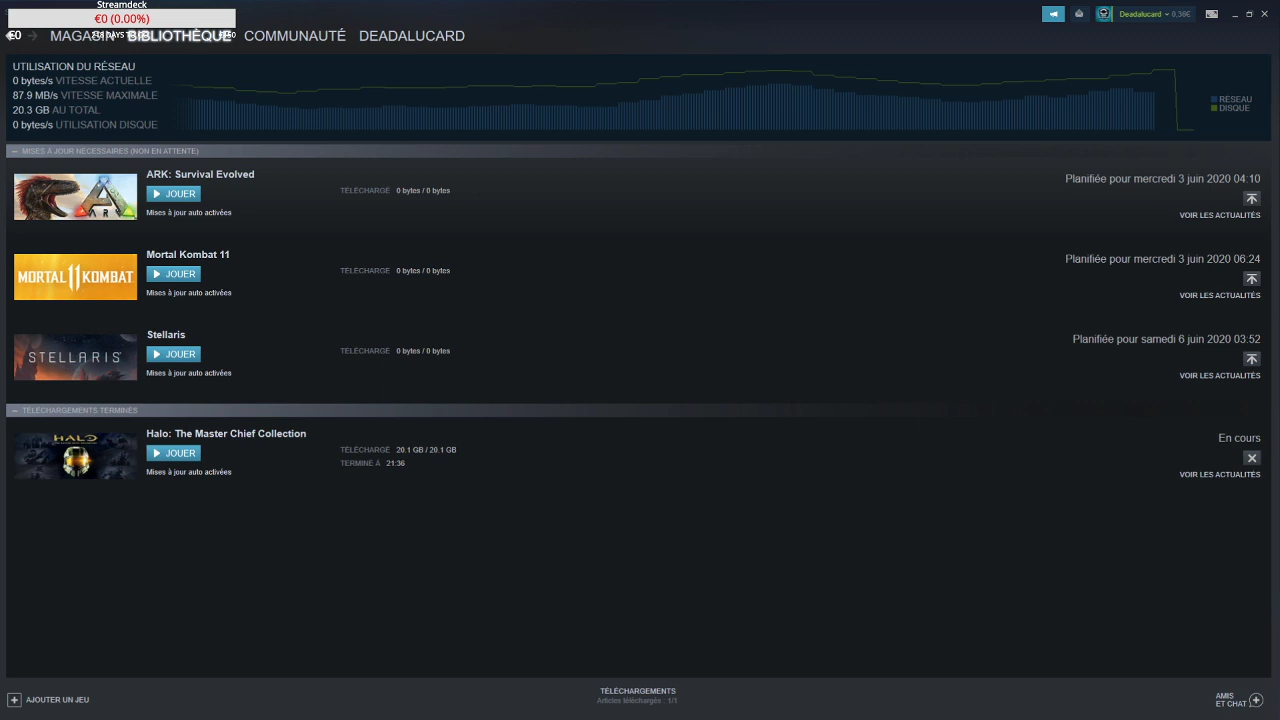 Streamdeck
€0 (0.00%)
€0
MAGASIN
BIBLIOTHÈQUE
COMMUNAUTÉ
DEADALUCARD
Deadalucard
0,36€
UTILISATION DU RÉSEAU
0 bytes/s VITESSE ACTUELLE
87.9 MB/s VITESSE MAXIMALE
20.3 GB AU TOTAL
0 bytes/s UTILISATION DISQUE
RESEAU
DISQUE
MISES À JOUR NÉCESSAIRES (NON EN ATTENTE)
ARK
ARK: Survival Evolved
JOUER
Mises à jour auto activées
TÉLÉCHARGÉ 0 bytes / 0 bytes
Planifiée pour mercredi 3 juin 2020 04:10
VOIR LES ACTUALITÉS
MORTAL 11 KOMBAT
Mortal Kombat 11
JOUER
Mises à jour auto activées
TÉLÉCHARGÉ 0 bytes / 0 bytes
Planifiée pour mercredi 3 juin 2020 06:24
VOIR LES ACTUALITÉS
STELLARIS
Stellaris
JOUER
Mises à jour auto activées
TÉLÉCHARGÉ 0 bytes / 0 bytes
Planifiée pour samedi 6 juin 2020 03:52
VOIR LES ACTUALITÉS
TÉLÉCHARGEMENTS TERMINÉS
HALO
Halo: The Master Chief Collection
JOUER
Mises à jour auto activées
TÉLÉCHARGÉ 20.1 GB / 20.1 GB
TERMINÉ À 21:36
En cours
VOIR LES ACTUALITÉS
AJOUTER UN JEU
TÉLÉCHARGEMENTS
Articles téléchargés : 1/1
AMIS
ET CHAT